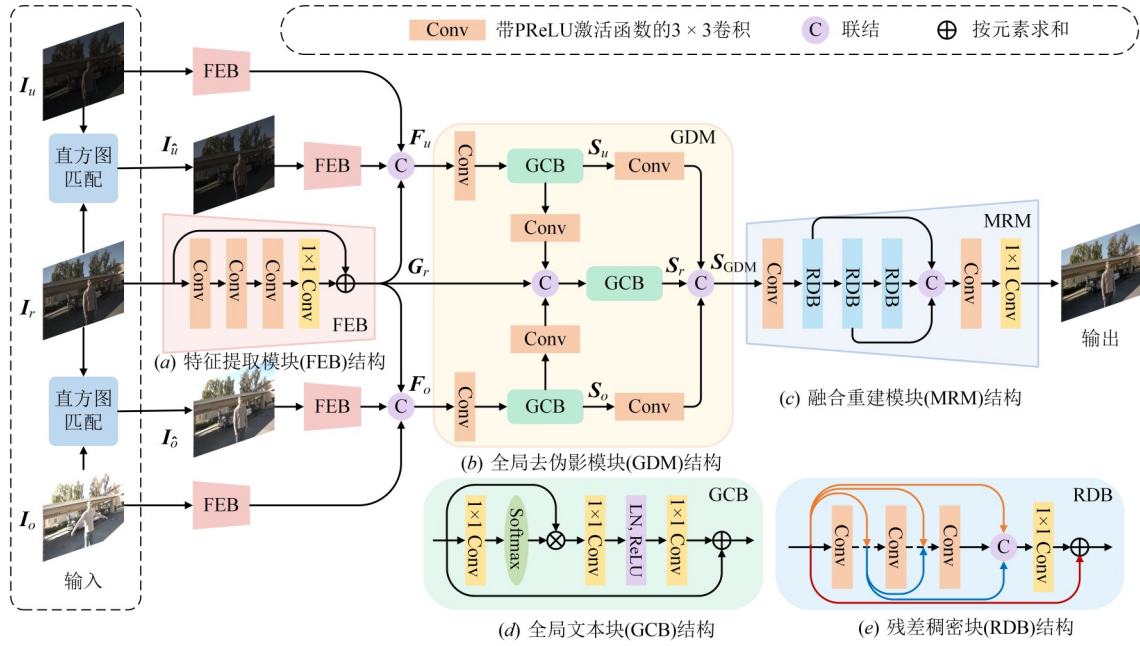 Conv 带PReLU激活函数的3 × 3卷积 C 联结 按元素求和
I_u
FEB
直方图
匹配
I_û
FEB
F_u
C
I_r
Conv
Conv
Conv
1×1 Conv
FEB
G_r
(a) 特征提取模块(FEB)结构
直方图
匹配
I_ô
FEB
F_o
C
I_o
FEB
输入
GDM
Conv
GCB
S_u
Conv
Conv
C
GCB
S_r
C
S_GDM
Conv
Conv
GCB
S_o
Conv
(b) 全局去伪影模块(GDM)结构
MRM
Conv
RDB
RDB
RDB
C
Conv
1×1 Conv
输出
(c) 融合重建模块(MRM)结构
GCB
1×1 Conv
Softmax
1×1 Conv
LN, ReLU
1×1 Conv
(d) 全局文本块(GCB)结构
RDB
Conv
Conv
Conv
C
1×1 Conv
(e) 残差稠密块(RDB)结构